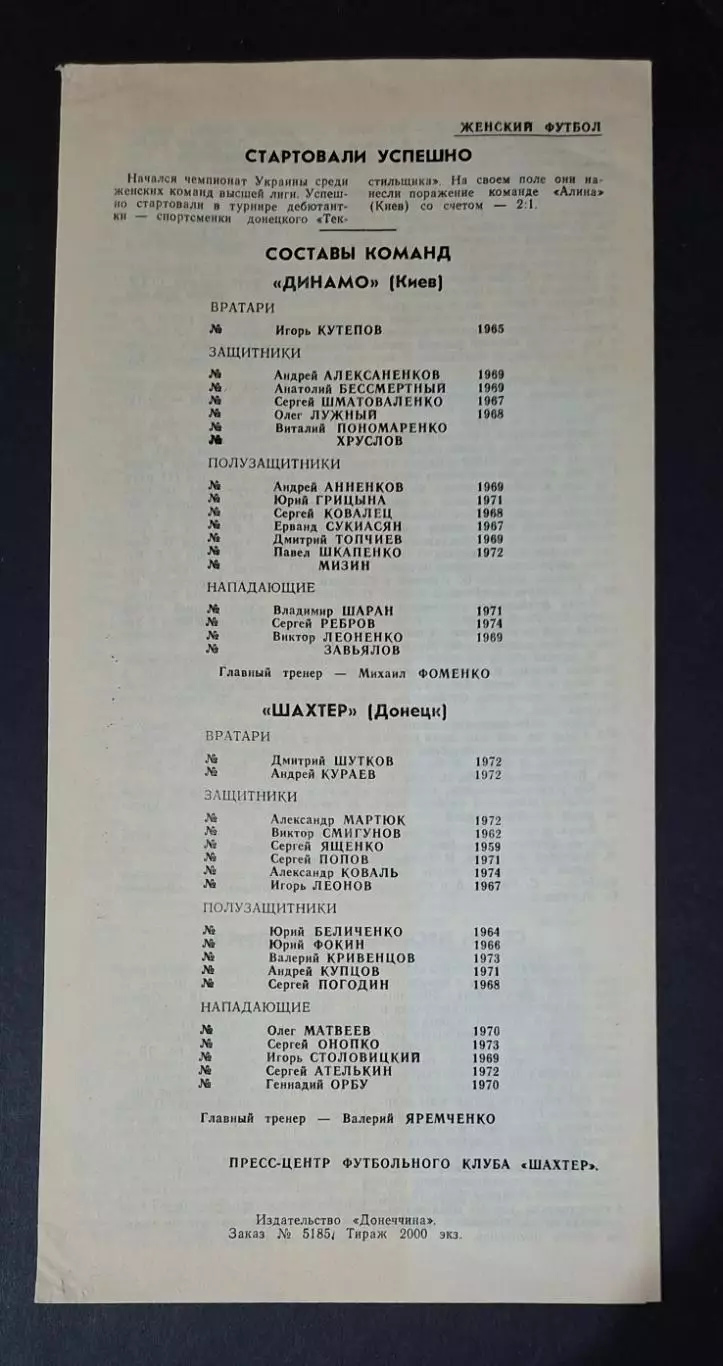 ЖЕНСКИЙ ФУТБОЛ
СТАРТОВАЛИ УСПЕШНО
Начался чемпионат Украины среди
женских команд высшей лиги. Успеш-
но стартовали в турнире дебютант-
ки — спортсменки донецкого «Тек-
стильщика». На своем поле они на-
несли поражение команде «Алина»
(Киев) со счетом — 2:1.
СОСТАВЫ КОМАНД
«ДИНАМО» (Киев)
ВРАТАРИ
№ Игорь КУТЕПОВ 1965
ЗАЩИТНИКИ
№ Андрей АЛЕКСАНЕНКОВ 1969
№ Анатолий БЕССМЕРТНЫЙ 1969
№ Сергей ШМАТОВАЛЕНКО 1967
№ Олег ЛУЖНЫЙ 1968
№ Виталий ПОНОМАРЕНКО
№ ХРУСЛОВ
ПОЛУЗАЩИТНИКИ
№ Андрей АННЕНКОВ 1969
№ Юрий ГРИЦЫНА 1971
№ Сергей КОВАЛЕЦ 1968
№ Ерванд СУКИАСЯН 1967
№ Дмитрий ТОПЧИЕВ 1969
№ Павел ШКАПЕНКО 1972
№ МИЗИН
НАПАДАЮЩИЕ
№ Владимир ШАРАН 1971
№ Сергей РЕБРОВ 1974
№ Виктор ЛЕОНЕНКО 1969
№ ЗАВЬЯЛОВ
Главный тренер — Михаил ФОМЕНКО
«ШАХТЕР» (Донецк)
ВРАТАРИ
№ Дмитрий ШУТКОВ 1972
№ Андрей КУРАЕВ 1972
ЗАЩИТНИКИ
№ Александр МАРТЮК 1972
№ Виктор СМИГУНОВ 1962
№ Сергей ЯЩЕНКО 1959
№ Сергей ПОПОВ 1971
№ Александр КОВАЛЬ 1974
№ Игорь ЛЕОНОВ 1967
ПОЛУЗАЩИТНИКИ
№ Юрий БЕЛИЧЕНКО 1964
№ Юрий ФОКИН 1966
№ Валерий КРИВЕНЦОВ 1973
№ Андрей КУПЦОВ 1971
№ Сергей ПОГОДИН 1968
НАПАДАЮЩИЕ
№ Олег МАТВЕЕВ 1970
№ Сергей ОНОПКО 1973
№ Игорь СТОЛОВИЦКИЙ 1969
№ Сергей АТЕЛЬКИН 1972
№ Геннадий ОРБУ 1970
Главный тренер — Валерий ЯРЕМЧЕНКО
ПРЕСС-ЦЕНТР ФУТБОЛЬНОГО КЛУБА «ШАХТЕР».
Издательство «Донеччина».
Заказ № 5185. Тираж 2000 экз.